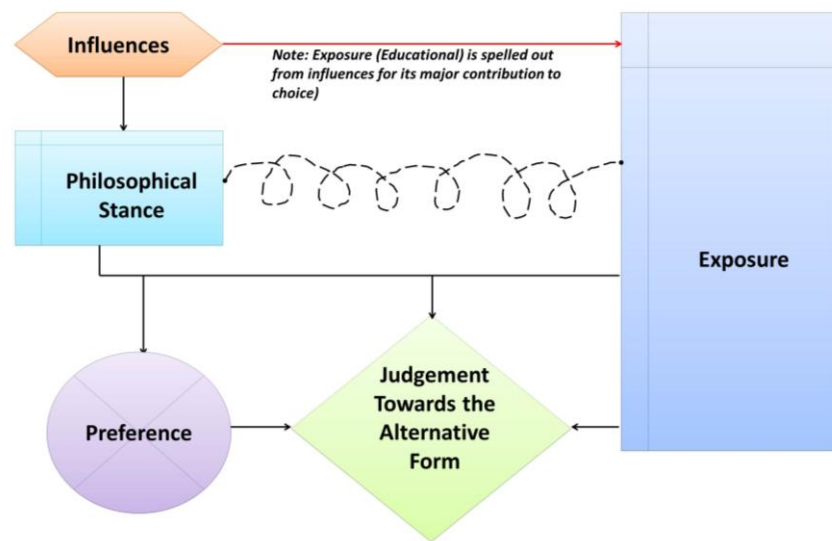 Influences
Note: Exposure (Educational) is spelled out
from influences for its major contribution to
choice)
Philosophical
Stance
Exposure
Preference
Judgement
Towards the
Alternative
Form